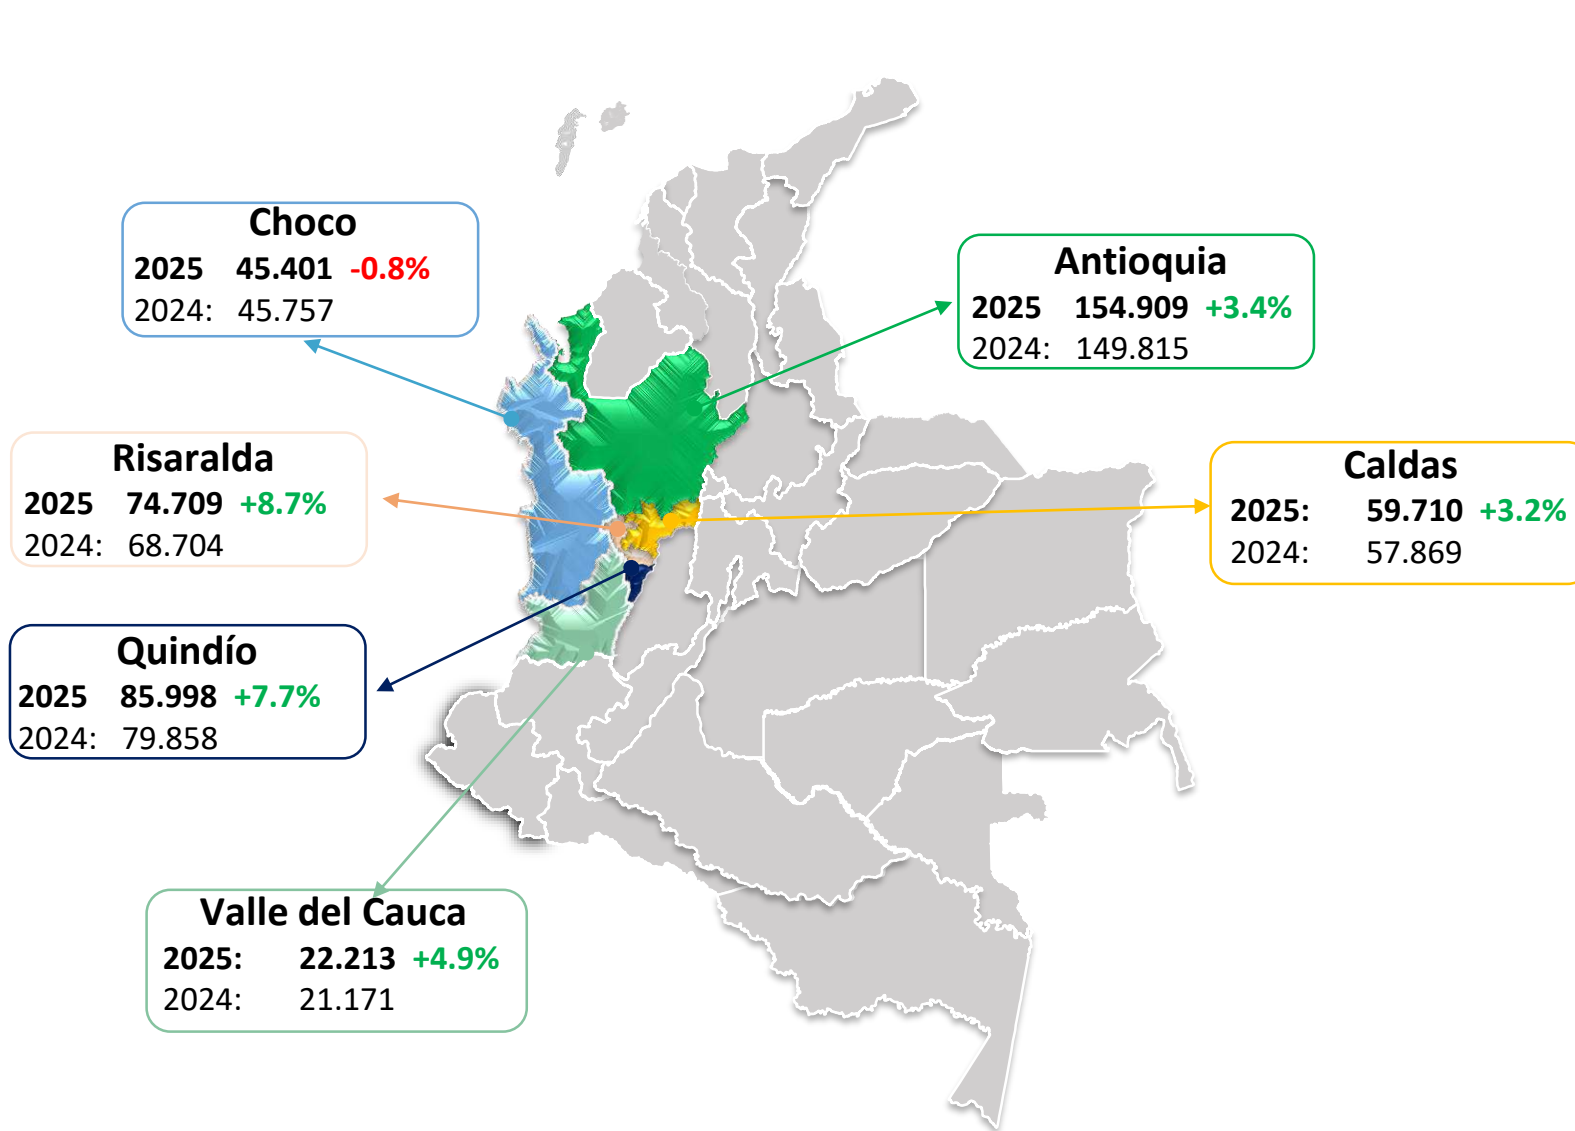 Choco
2025 45.401 -0.8%
2024: 45.757
Antioquia
2025 154.909 +3.4%
2024: 149.815
Risaralda
2025 74.709 +8.7%
2024: 68.704
Caldas
2025: 59.710 +3.2%
2024: 57.869
Quindío
2025 85.998 +7.7%
2024: 79.858
Valle del Cauca
2025: 22.213 +4.9%
2024: 21.171